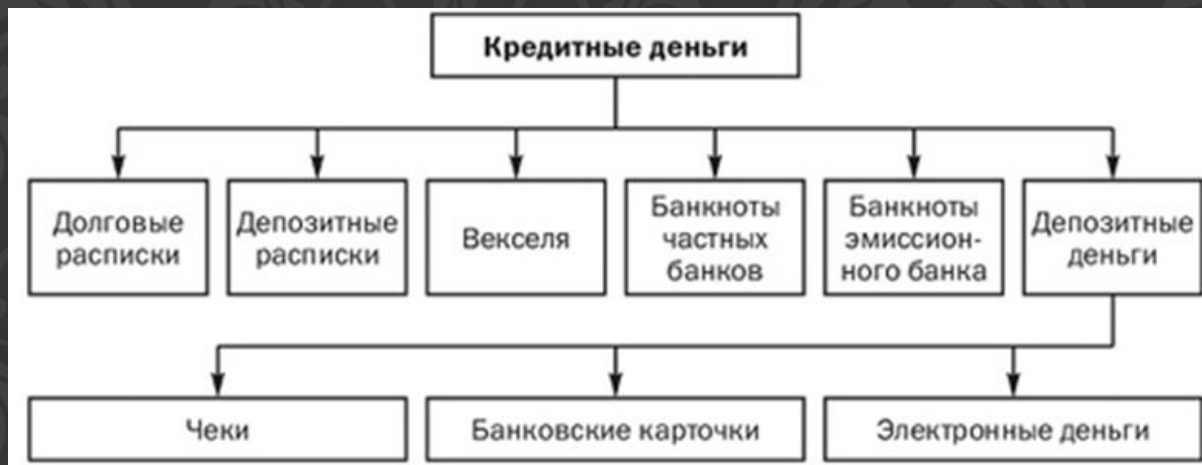 Кредитные деньги
Долговые
расписки
Депозитные
расписки
Векселя
Банкноты
частных
банков
Банкноты
эмиссион-
ного банка
Депозитные
деньги
Чеки
Банковские карточки
Электронные деньги